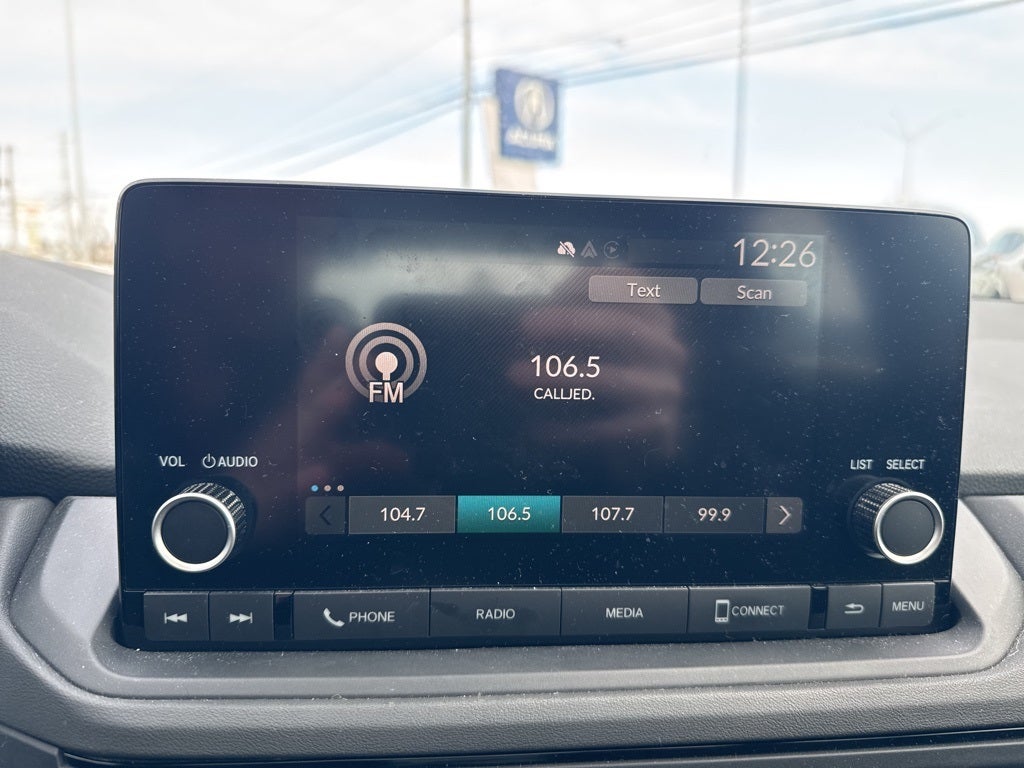 12:26
Text Scan
FM
106.5
CALLJED.
VOL AUDIO
LIST SELECT
104.7 106.5 107.7 99.9
PHONE RADIO MEDIA CONNECT MENU